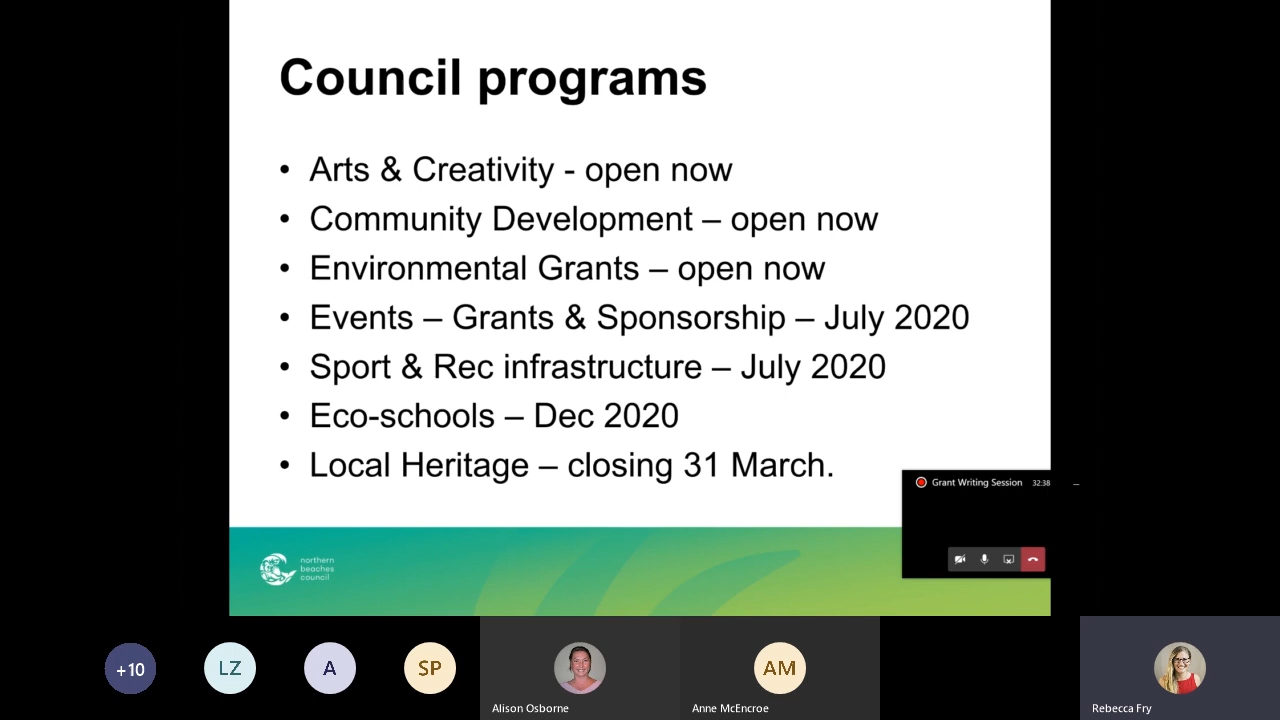 Council programs
• Arts & Creativity - open now
• Community Development – open now
• Environmental Grants – open now
• Events – Grants & Sponsorship – July 2020
• Sport & Rec infrastructure – July 2020
• Eco-schools – Dec 2020
• Local Heritage – closing 31 March.
Grant Writing Session 32:38
northern
beaches
council
+10
LZ
A
SP
AM
Alison Osborne
Anne McEncroe
Rebecca Fry